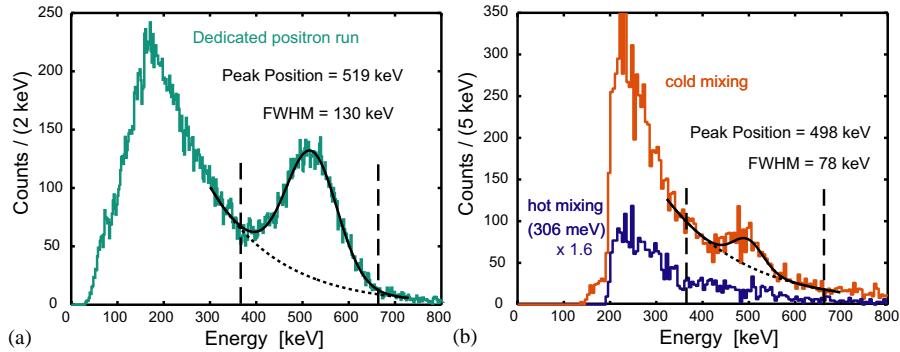 250
200
150
100
50
0
Counts / (2 keV)
0 100 200 300 400 500 600 700 800
Energy [keV]
Dedicated positron run
Peak Position = 519 keV
FWHM = 130 keV
(a)
350
300
250
200
150
100
50
0
Counts / (5 keV)
0 100 200 300 400 500 600 700 800
Energy [keV]
cold mixing
Peak Position = 498 keV
FWHM = 78 keV
hot mixing
(306 meV)
x 1.6
(b)